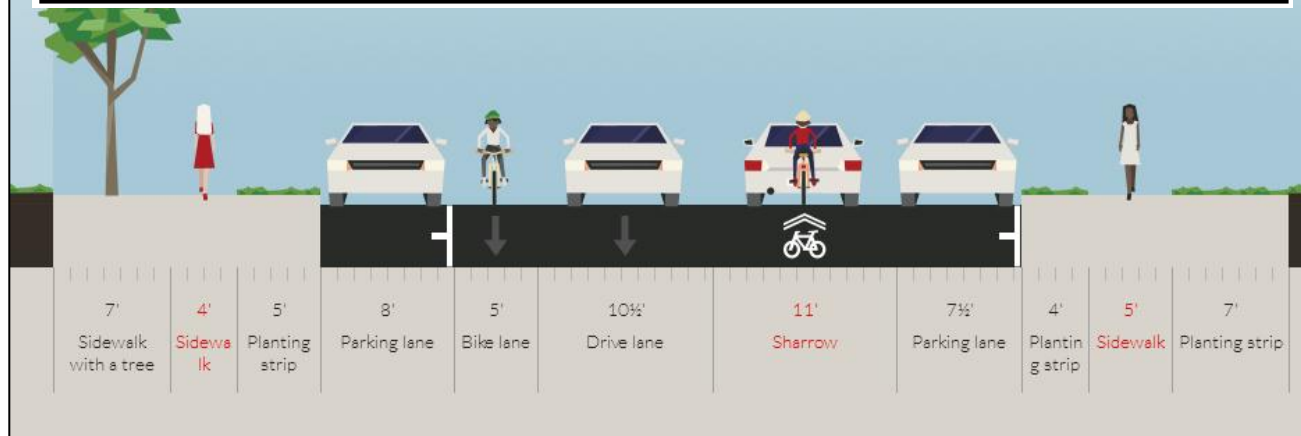 7' 4' 5' 8' 5' 10½' 11' 7½' 4' 5' 7'
Sidewalk
with a tree
Sidewa
lk
Planting
strip
Parking lane
Bike lane
Drive lane
Sharrow
Parking lane
Plantin
g strip
Sidewalk
Planting strip